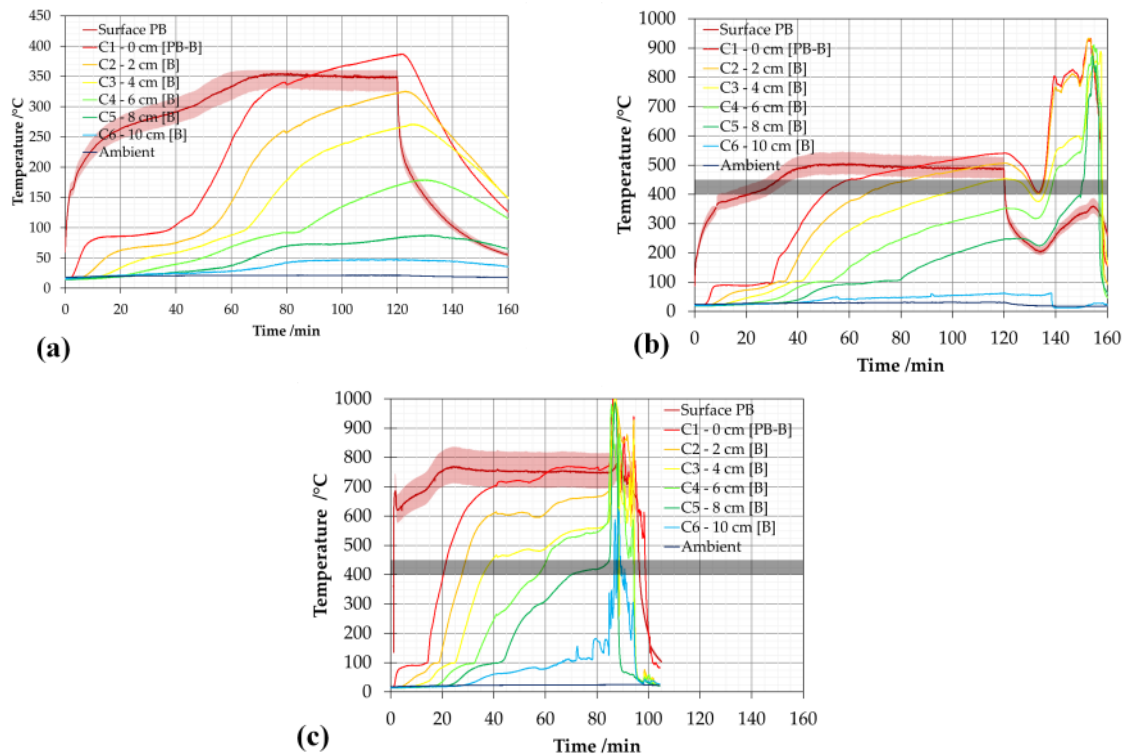 450
400
350
300
250
200
150
100
50
0
Temperature /°C
Surface PB
C1 - 0 cm [PB-B]
C2 - 2 cm [B]
C3 - 4 cm [B]
C4 - 6 cm [B]
C5 - 8 cm [B]
C6 - 10 cm [B]
Ambient
0 20 40 60 80 100 120 140 160
Time /min
(a)
1000
900
800
700
600
500
400
300
200
100
0
Temperature /°C
Surface PB
C1 - 0 cm [PB-B]
C2 - 2 cm [B]
C3 - 4 cm [B]
C4 - 6 cm [B]
C5 - 8 cm [B]
C6 - 10 cm [B]
Ambient
0 20 40 60 80 100 120 140 160
Time /min
(b)
1000
900
800
700
600
500
400
300
200
100
0
Temperature /°C
Surface PB
C1 - 0 cm [PB-B]
C2 - 2 cm [B]
C3 - 4 cm [B]
C4 - 6 cm [B]
C5 - 8 cm [B]
C6 - 10 cm [B]
Ambient
0 20 40 60 80 100 120 140 160
Time /min
(c)